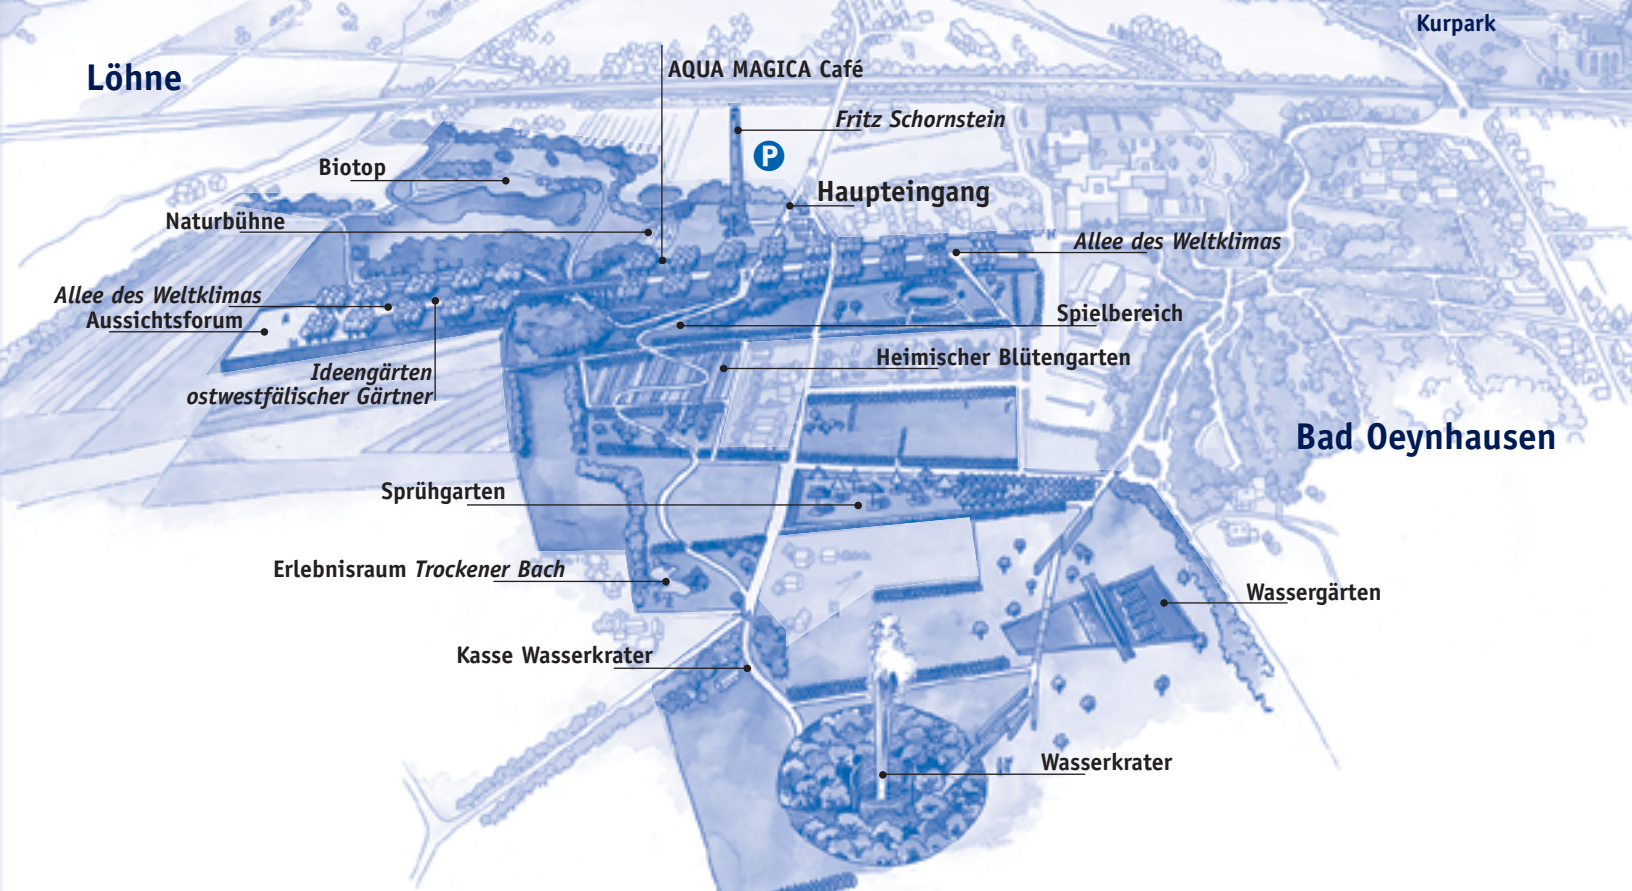 Kurpark
Löhne
AQUA MAGICA Café
Fritz Schornstein
P
Biotop
Haupteingang
Naturbühne
Allee des Weltklimas
Allee des Weltklimas
Aussichtsforum
Spielbereich
Heimischer Blütengarten
Ideengärten
ostwestfälischer Gärtner
Bad Oeynhausen
Sprühgarten
Erlebnisraum Trockener Bach
Wassergärten
Kasse Wasserkrater
Wasserkrater